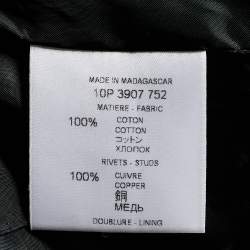 MADE IN MADAGASCAR
10P 3907 752
MATIERE - FABRIC
100% COTON
COTTON
コットン
ХЛОПОК
RIVETS - STUDS
100% CUIVRE
COPPER
銅
МЕДЬ
DOUBLURE - LINING